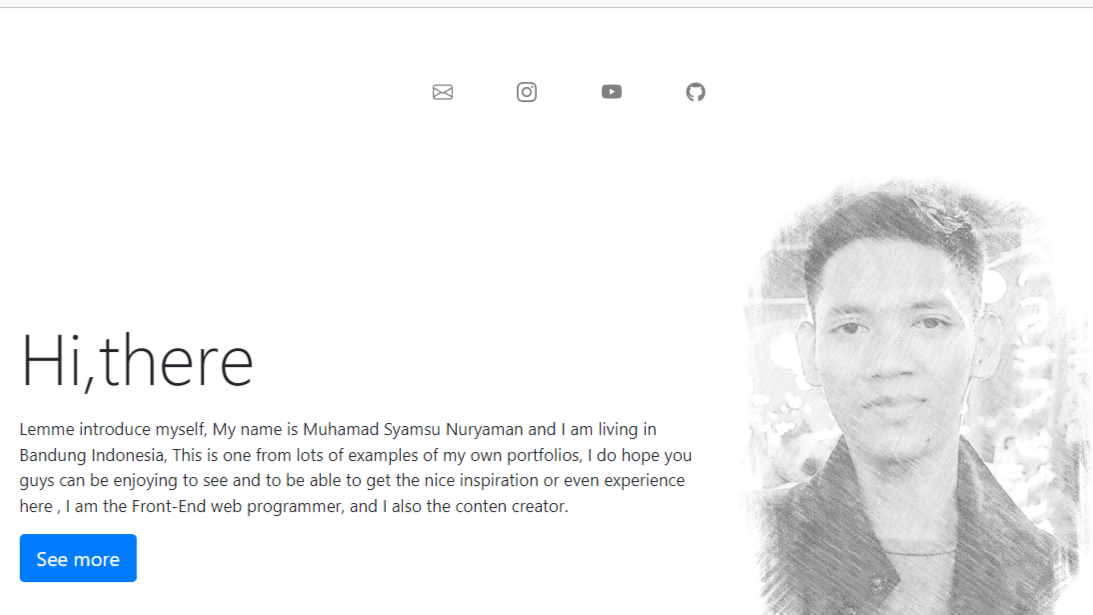 Hi,there
Lemme introduce myself, My name is Muhamad Syamsu Nuryaman and I am living in
Bandung Indonesia, This is one from lots of examples of my own portfolios, I do hope you
guys can be enjoying to see and to be able to get the nice inspiration or even experience
here , I am the Front-End web programmer, and I also the conten creator.
See more